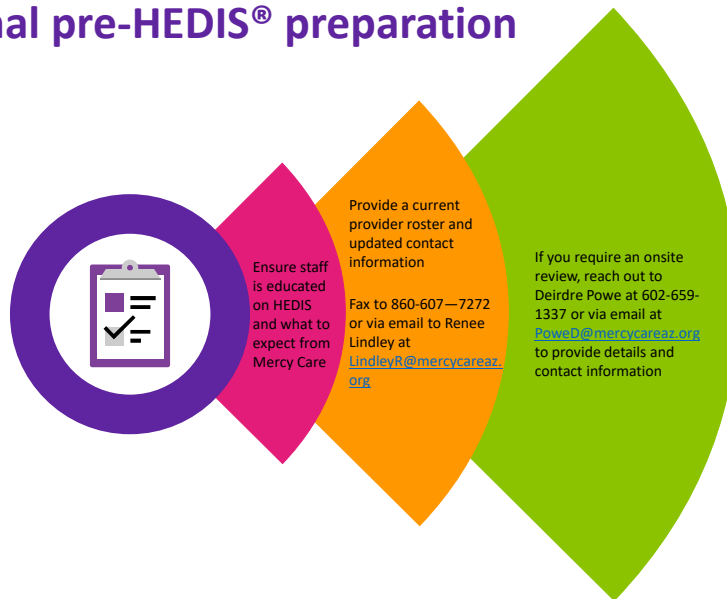 nal pre-HEDIS® preparation
Ensure staff
is educated
on HEDIS
and what to
expect from
Mercy Care
Provide a current
provider roster and
updated contact
information
Fax to 860-607—7272
or via email to Renee
Lindley at
LindleyR@mercycareaz.
org
If you require an onsite
review, reach out to
Deirdre Powe at 602-659-
1337 or via email at
PoweD@mercycareaz.org
to provide details and
contact information